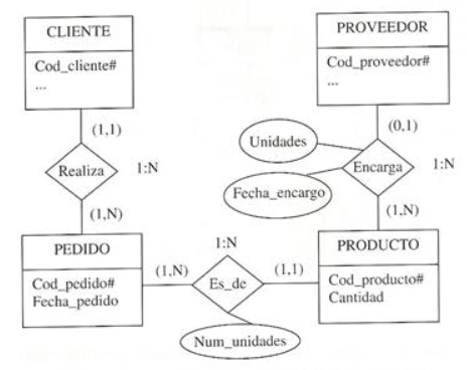 CLIENTE
Cod_cliente#
...
PROVEEDOR
Cod_proveedor#
...
(1,1)
(0,1)
Unidades
Realiza
1:N
Encarga
1:N
Fecha_encargo
(1,N)
(1,N)
PEDIDO
Cod_pedido#
Fecha_pedido
1:N
(1,N)
Es_de
(1,1)
PRODUCTO
Cod_producto#
Cantidad
Num_unidades